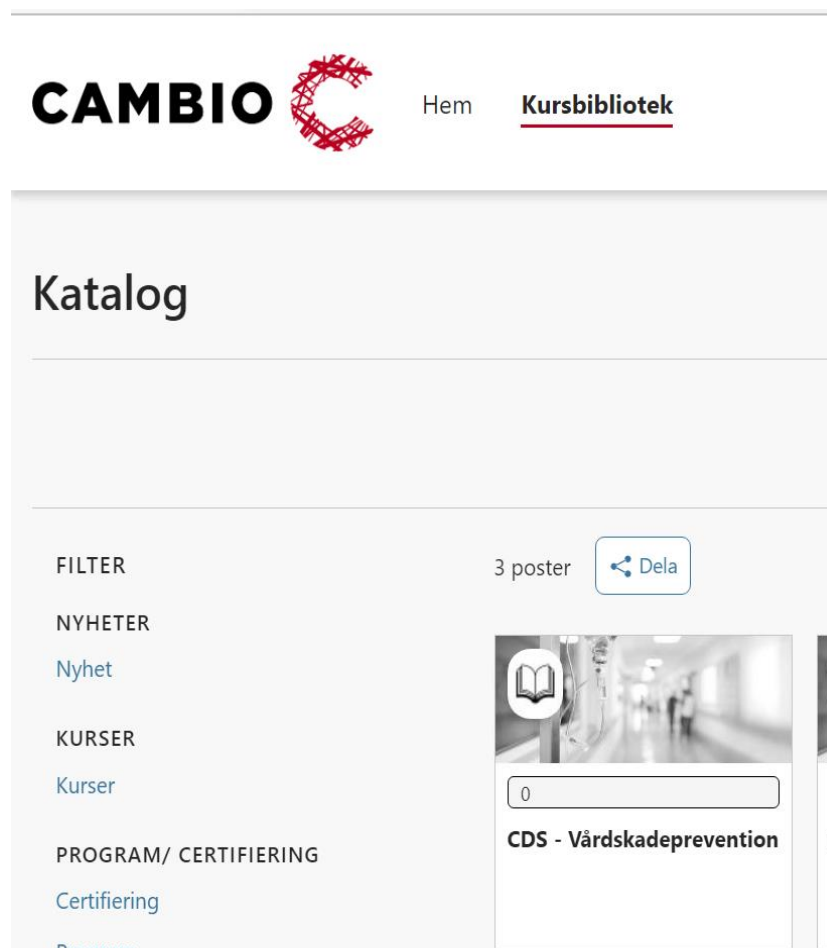 CAMBIO
Hem Kursbibliotek
Katalog
FILTER
NYHETER
Nyhet
KURSER
Kurser
PROGRAM/ CERTIFIERING
Certifiering
3 poster Dela
0
CDS - Vårdskadeprevention